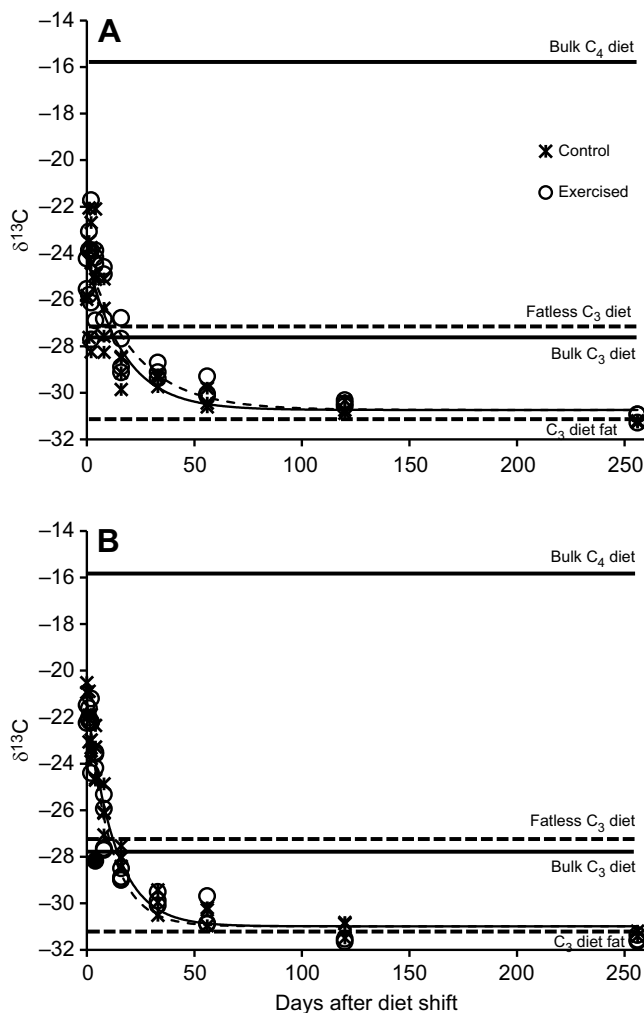 A
–14
–16
–18
–20
–22
–24
–26
–28
–30
–32
δ¹³C
Bulk C₄ diet
Control
Exercised
Fatless C₃ diet
Bulk C₃ diet
C₃ diet fat
0 50 100 150 200 250
B
–14
–16
–18
–20
–22
–24
–26
–28
–30
–32
δ¹³C
Bulk C₄ diet
Fatless C₃ diet
Bulk C₃ diet
C₃ diet fat
0 50 100 150 200 250
Days after diet shift